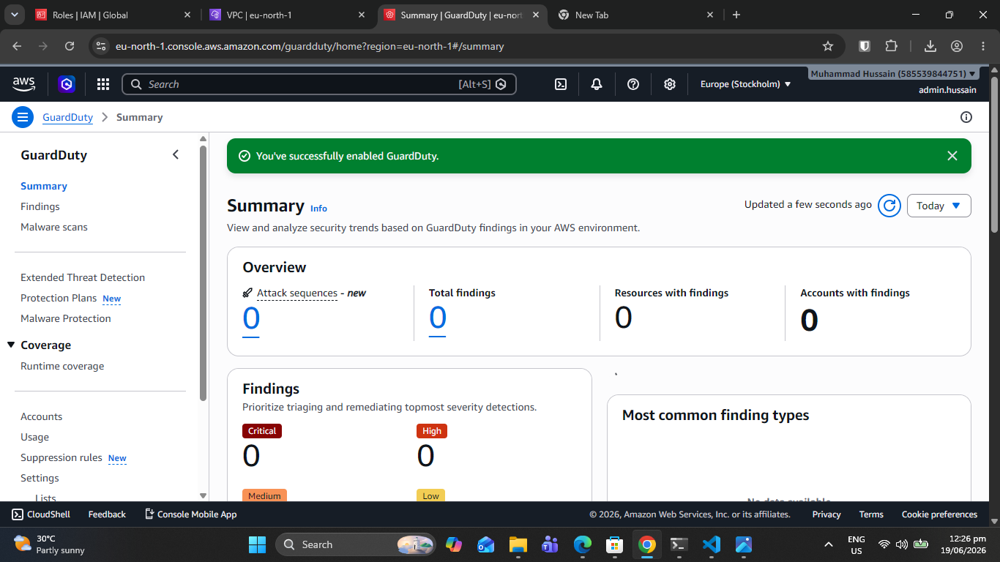 Roles | IAM | Global
VPC | eu-north-1
Summary | GuardDuty | eu-nort
New Tab
eu-north-1.console.aws.amazon.com/guardduty/home?region=eu-north-1#/summary
aws
Search
[Alt+S]
Europe (Stockholm)
Muhammad Hussain (585539844751)
admin.hussain
GuardDuty
Summary
GuardDuty
Summary
Findings
Malware scans
Extended Threat Detection
Protection Plans New
Malware Protection
Coverage
Runtime coverage
Accounts
Usage
Suppression rules New
Settings
Lists
You've successfully enabled GuardDuty.
Summary Info
Updated a few seconds ago
Today
View and analyze security trends based on GuardDuty findings in your AWS environment.
Overview
Attack sequences - new
0
Total findings
0
Resources with findings
0
Accounts with findings
0
Findings
Prioritize triaging and remediating topmost severity detections.
Critical
0
High
0
Medium
Low
Most common finding types
No data available
CloudShell
Feedback
Console Mobile App
© 2026, Amazon Web Services, Inc. or its affiliates.
Privacy
Terms
Cookie preferences
30°C
Partly sunny
Search
ENG
US
12:26 pm
19/06/2026